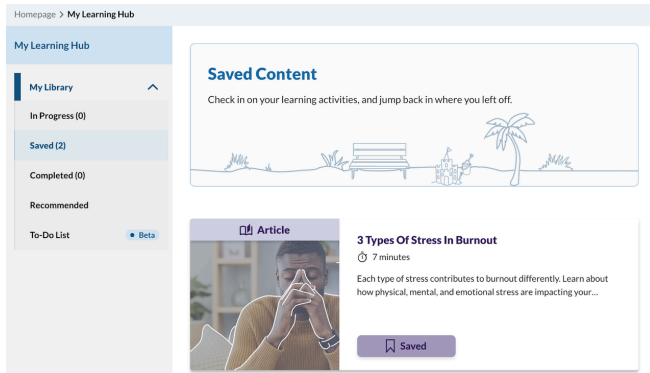 Homepage > My Learning Hub
My Learning Hub
My Library
In Progress (0)
Saved (2)
Completed (0)
Recommended
To-Do List
Beta
Saved Content
Check in on your learning activities, and jump back in where you left off.
Article
3 Types Of Stress In Burnout
7 minutes
Each type of stress contributes to burnout differently. Learn about
how physical, mental, and emotional stress are impacting your...
Saved